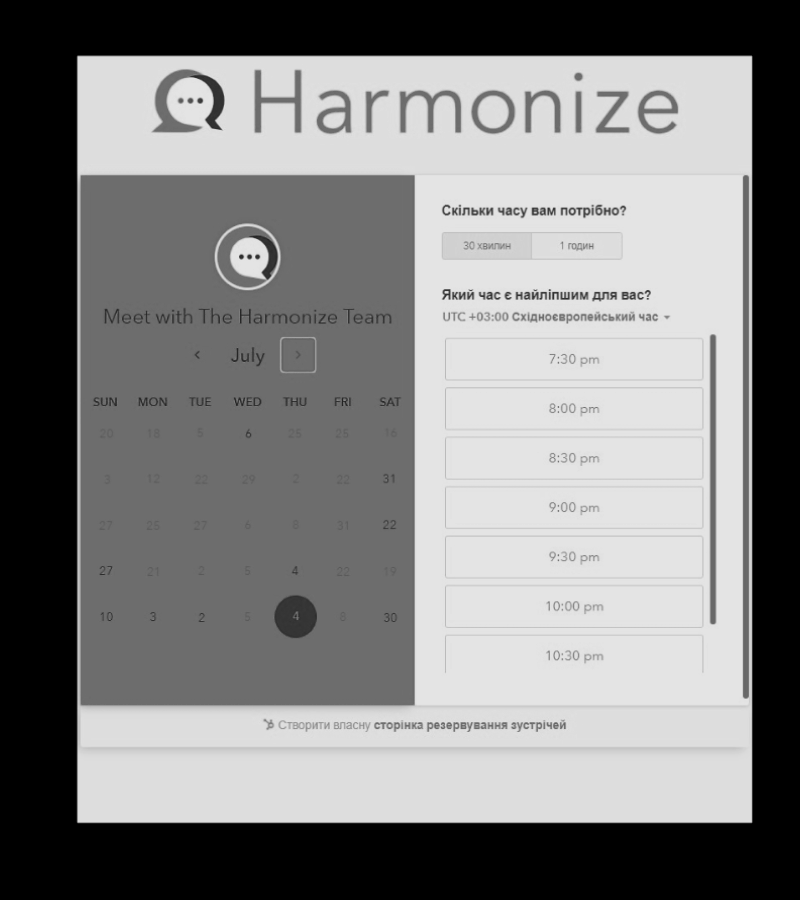 Harmonize
Meet with The Harmonize Team
July
SUN MON TUE WED THU FRI SAT
20 18 5 6 25 25 16
3 12 22 29 2 22 31
27 25 27 6 8 31 22
27 21 2 5 4 22 19
10 3 2 5 4 8 30
Скільки часу вам потрібно?
30 хвилин 1 годин
Який час є найліпшим для вас?
UTC +03:00 Східноєвропейський час
7:30 pm
8:00 pm
8:30 pm
9:00 pm
9:30 pm
10:00 pm
10:30 pm
Створити власну сторінка резервування зустрічей